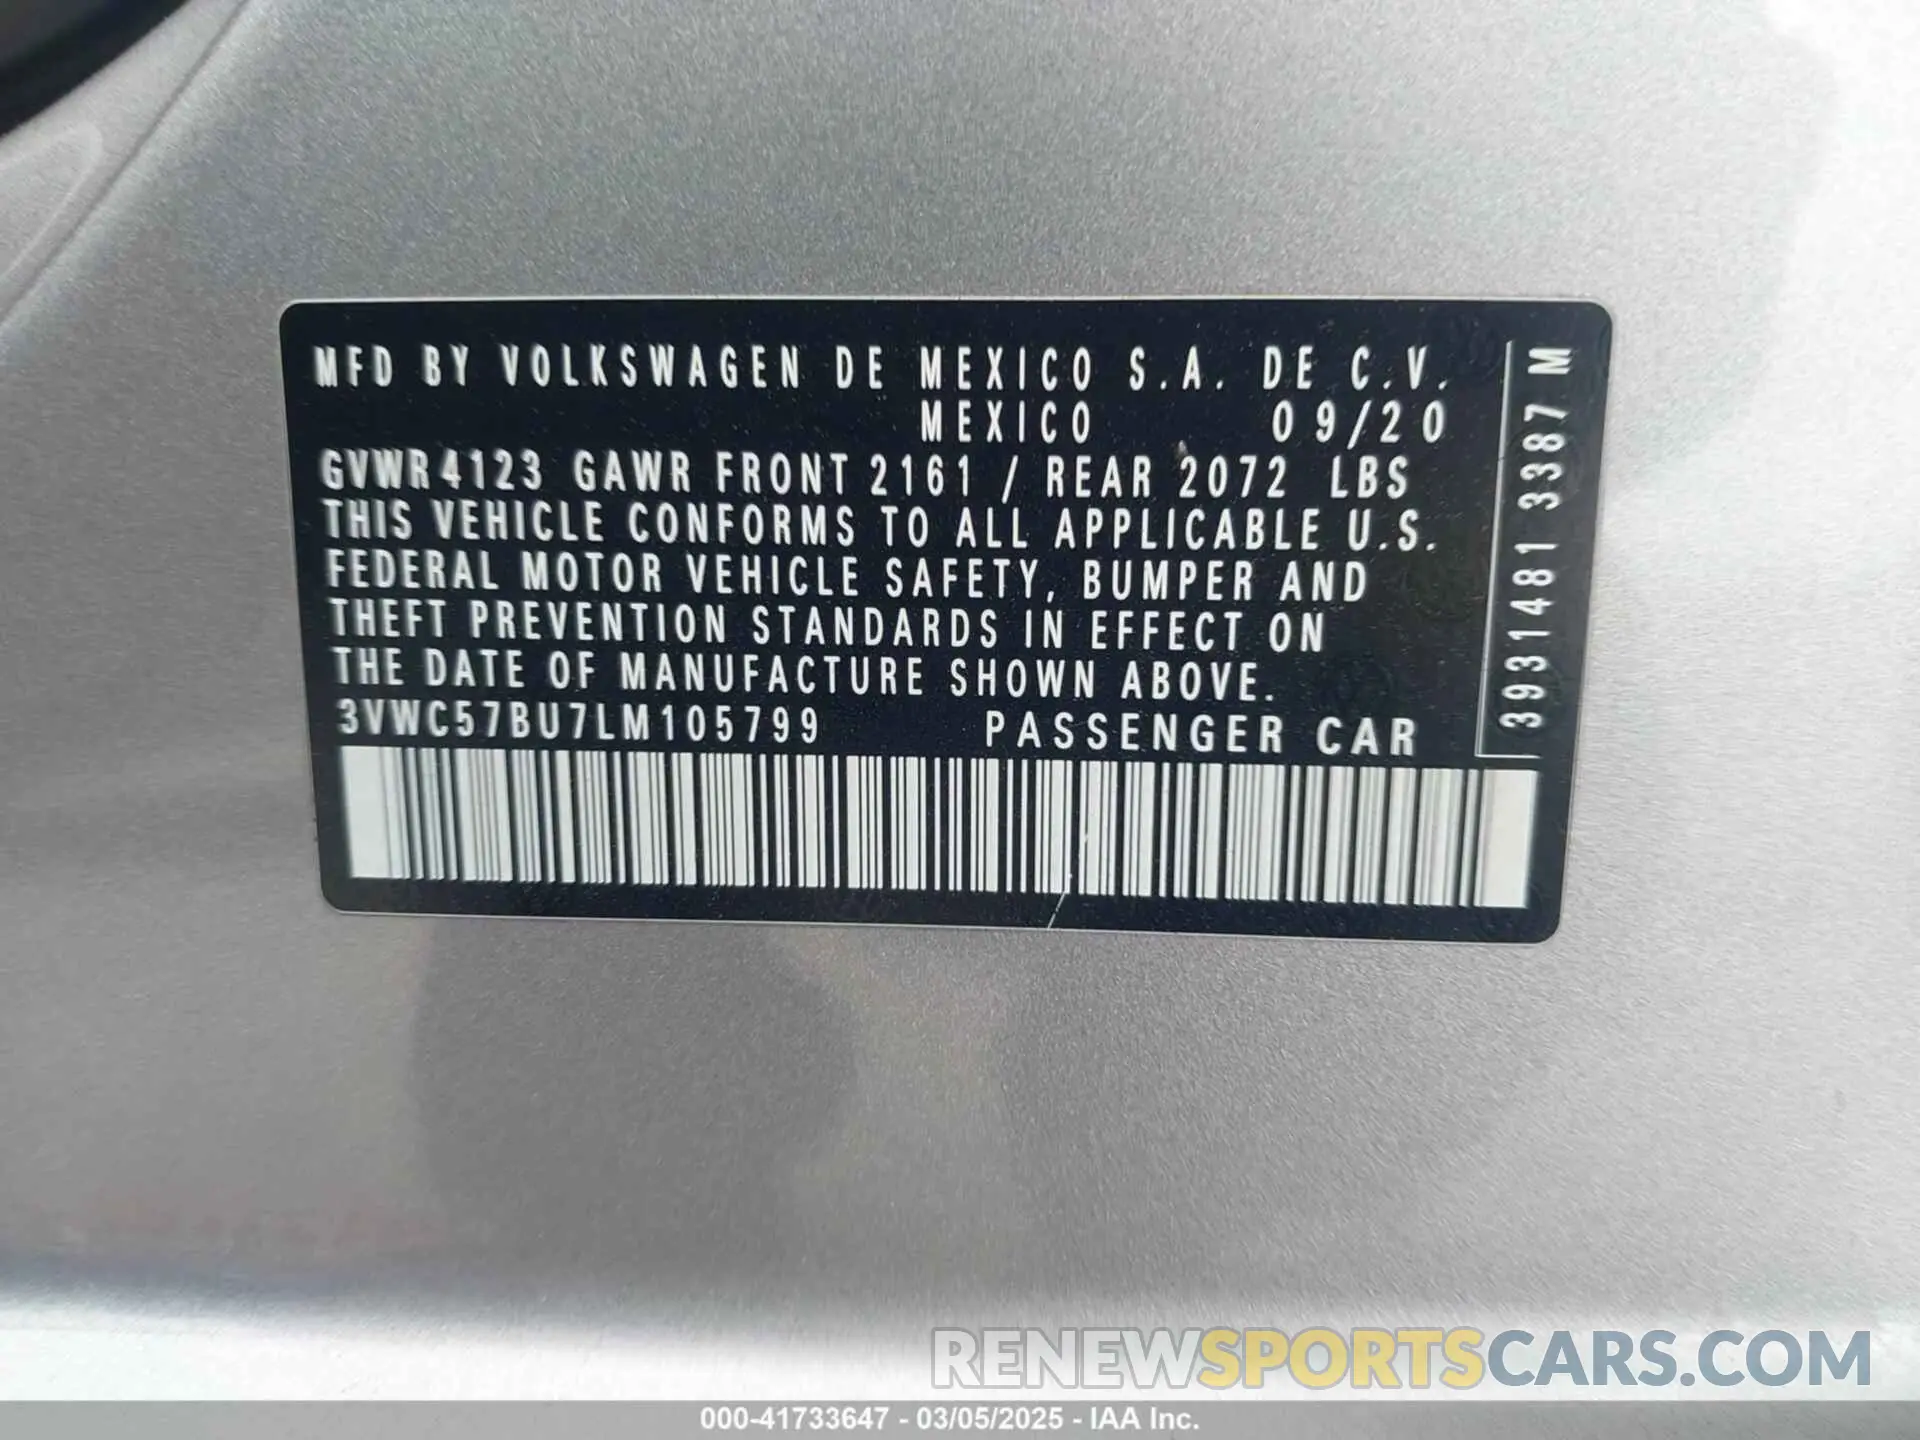 MFD BY VOLKSWAGEN DE MEXICO S.A. DE C.V.
MEXICO 09/20
GVWR 4123 GAWR FRONT 2161 / REAR 2072 LBS
THIS VEHICLE CONFORMS TO ALL APPLICABLE U.S.
FEDERAL MOTOR VEHICLE SAFETY, BUMPER AND
THEFT PREVENTION STANDARDS IN EFFECT ON
THE DATE OF MANUFACTURE SHOWN ABOVE.
3VWC57BU7LM105799 PASSENGER CAR
3931481 3387 M
RENEWSPORTSCARS.COM
000-41733647 - 03/05/2025 - IAA Inc.